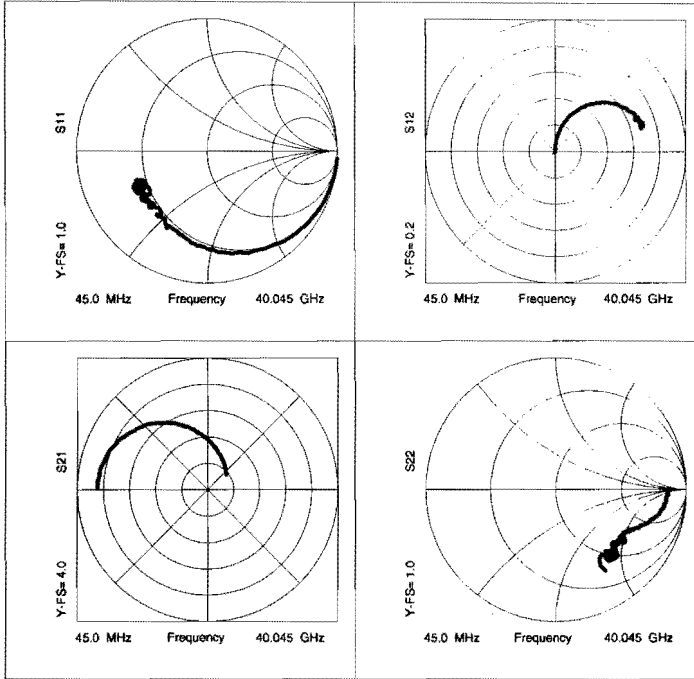 S11
Y-FS= 1.0
45.0 MHz Frequency 40.045 GHz
S12
Y-FS= 0.2
45.0 MHz Frequency 40.045 GHz
S21
Y-FS= 4.0
45.0 MHz Frequency 40.045 GHz
S22
Y-FS= 1.0
45.0 MHz Frequency 40.045 GHz